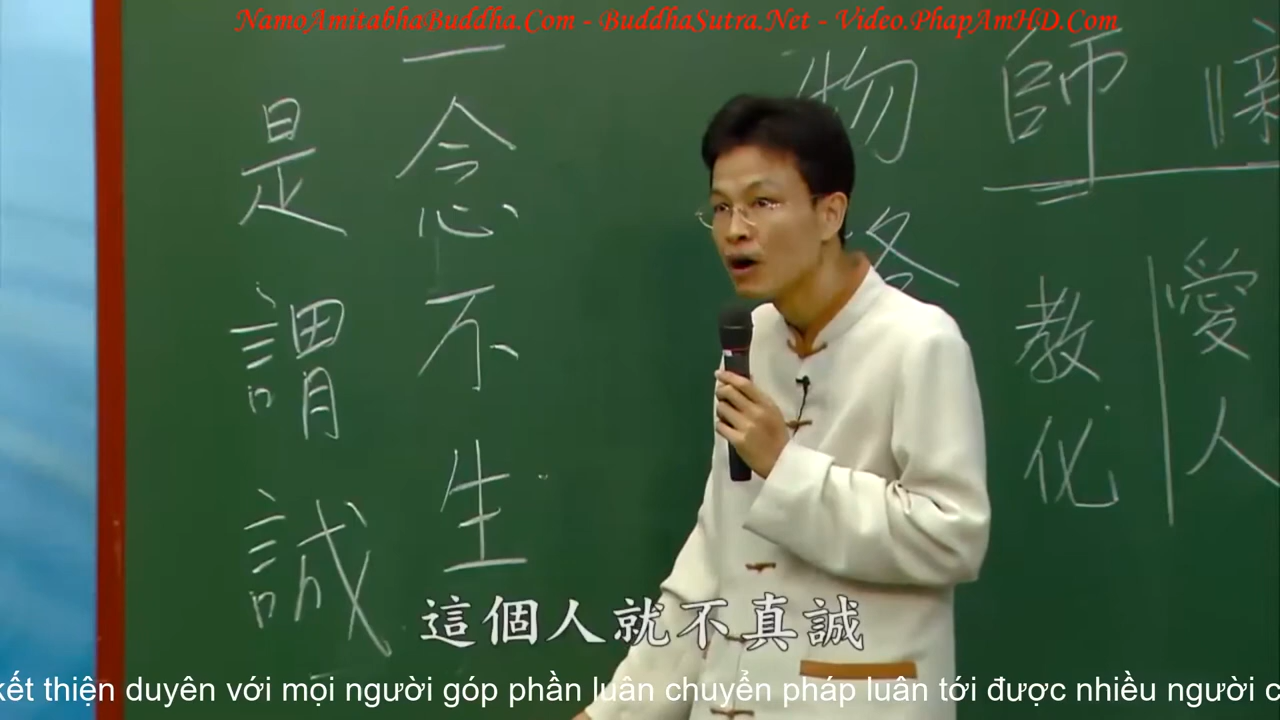 NamoAmitabhaBuddha.Com - BuddhaSutra.Net - Video.PhapAmHD.Com
一念不生
是謂誠
物格
師
教化
愛人
這個人就不真誠
kết thiện duyên với mọi người góp phần luân chuyển pháp luân tới được nhiều người